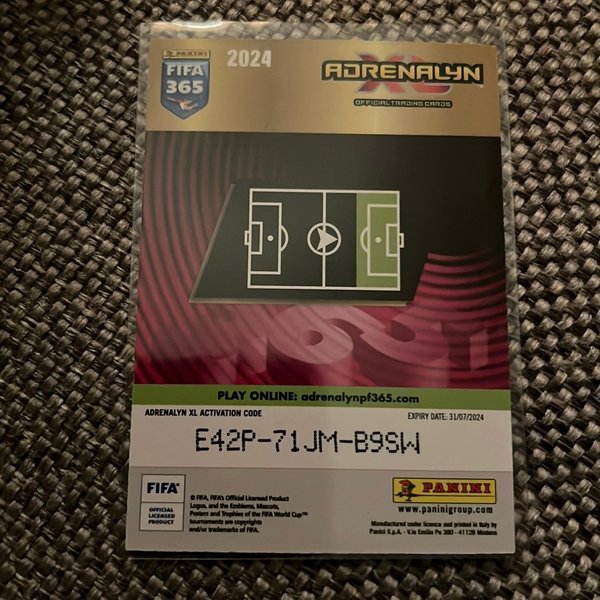 PANINI
FIFA
365
2024
ADRENALYN
XL
OFFICIAL TRADING CARDS
PLAY ONLINE: adrenalynpf365.com
ADRENALYN XL ACTIVATION CODE
EXPIRY DATE: 31/07/2024
E42P-71JM-B9SW
FIFA®
OFFICIAL
LICENSED
PRODUCT
© FIFA, FIFA's Official Licensed Product
Logos, and the Emblems, Mascots,
Posters and Trophies of the FIFA World Cup™
tournaments are copyrights
and/or trademarks of FIFA.
PANINI
www.paninigroup.com
Manufactured under licence and printed in Italy by
Panini S.p.A. - V.le Emilio Po 380 - 41126 Modena